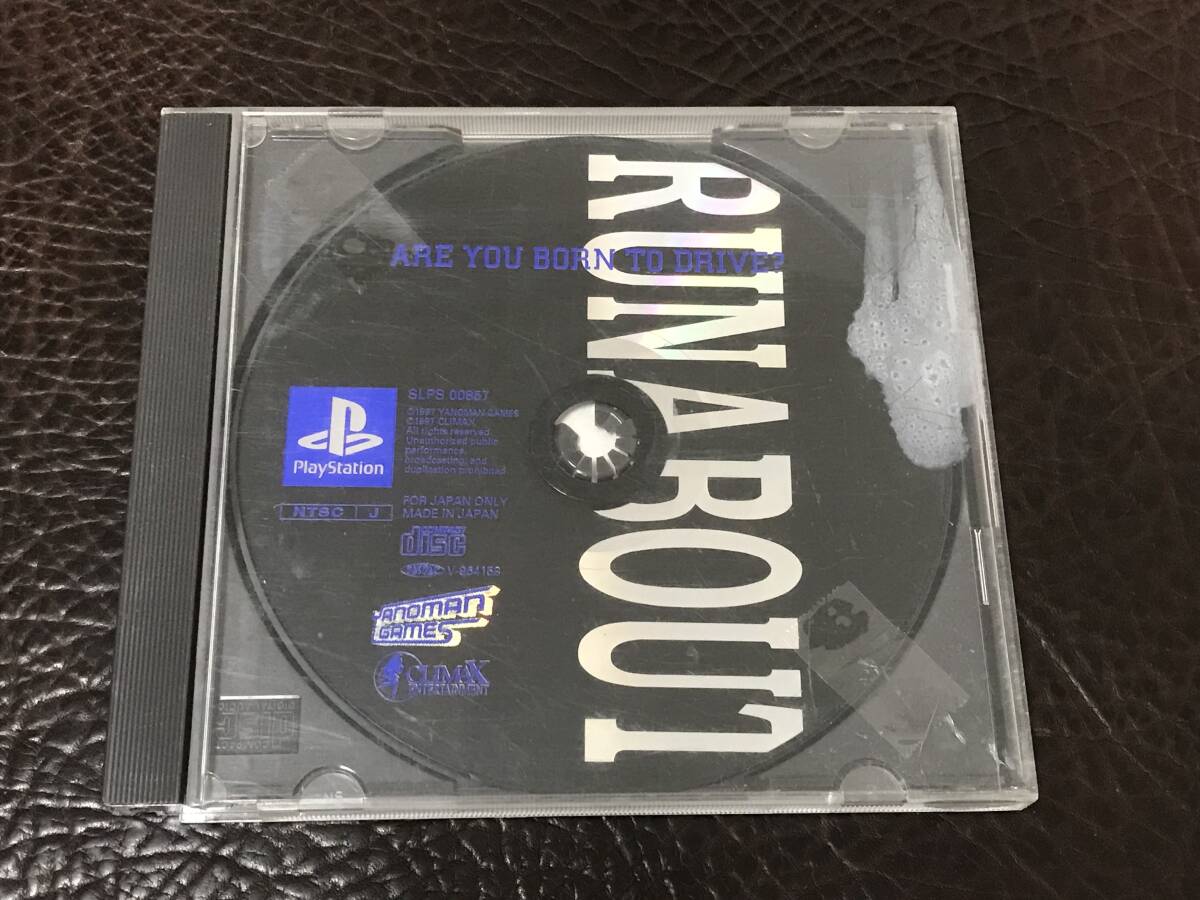 RUNABOUT
ARE YOU BORN TO DRIVE?
PlayStation
NTSC J
SLPS 00857
©1997 YANOMAN GAMES
©1997 CLIMAX
All rights reserved.
Unauthorized public
performance,
broadcasting, and
duplication prohibited.
FOR JAPAN ONLY
MADE IN JAPAN
COMPACT
disc
YANOMAN
GAMES
CLIMAX
ENTERTAINMENT